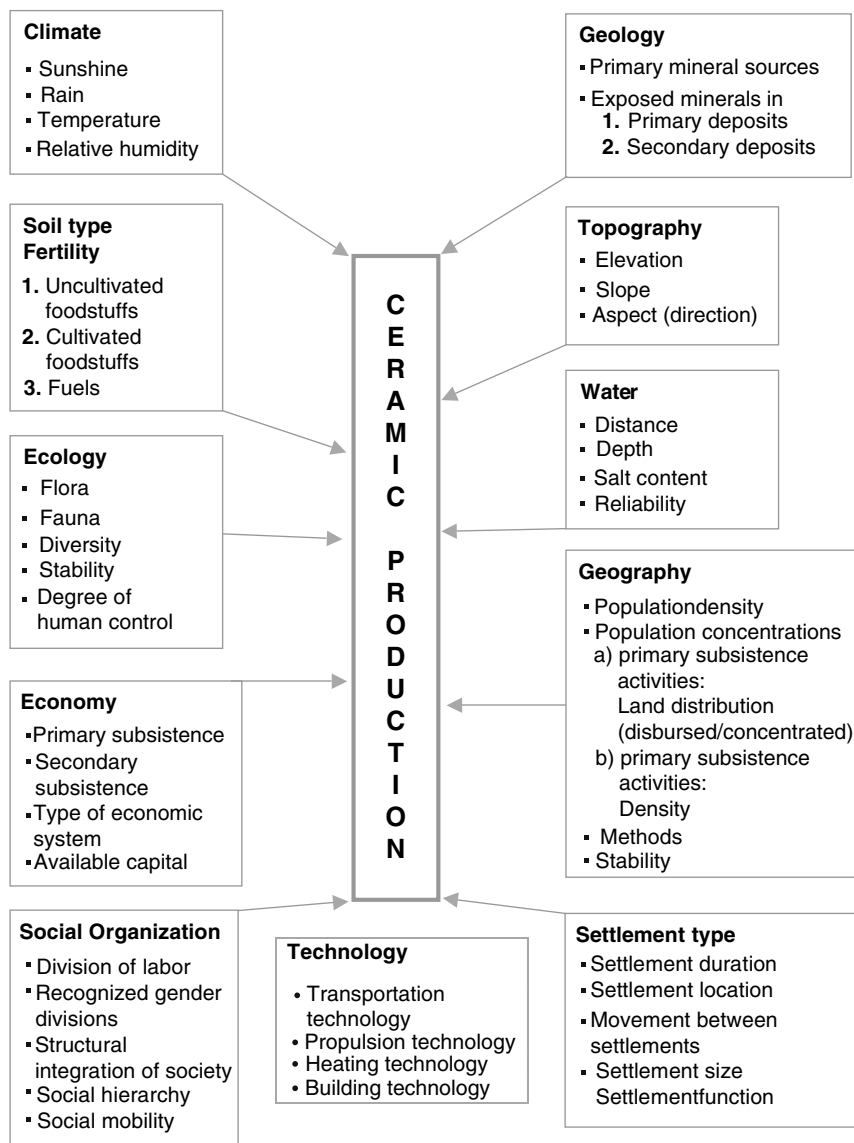 Climate
▪ Sunshine
▪ Rain
▪ Temperature
▪ Relative humidity
Soil type
Fertility
1. Uncultivated
foodstuffs
2. Cultivated
foodstuffs
3. Fuels
Ecology
▪ Flora
▪ Fauna
▪ Diversity
▪ Stability
▪ Degree of
human control
Economy
▪Primary subsistence
▪Secondary
subsistence
▪Type of economic
system
▪Available capital
Social Organization
▪Division of labor
▪Recognized gender
divisions
▪Structural
integration of society
▪Social hierarchy
▪Social mobility
CERAMIC PRODUCTION
Technology
• Transportation
technology
• Propulsion technology
• Heating technology
• Building technology
Geology
▪ Primary mineral sources
▪ Exposed minerals in
1. Primary deposits
2. Secondary deposits
Topography
▪ Elevation
▪ Slope
▪ Aspect (direction)
Water
▪ Distance
▪ Depth
▪ Salt content
▪ Reliability
Geography
▪ Populationdensity
▪ Population concentrations
a) primary subsistence
activities:
Land distribution
(disbursed/concentrated)
b) primary subsistence
activities:
Density
▪ Methods
▪ Stability
Settlement type
▪Settlement duration
▪Settlement location
▪Movement between
settlements
▪ Settlement size
Setllementfunction